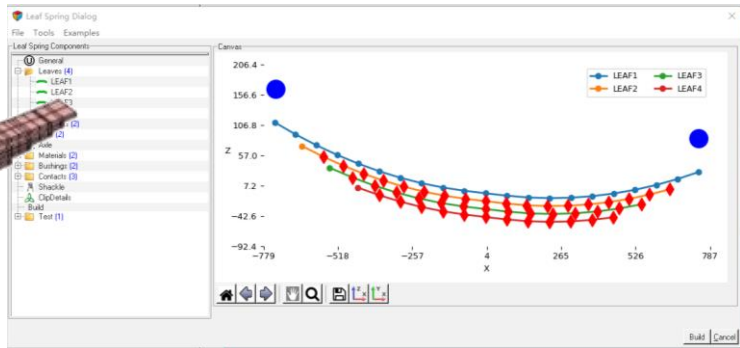 Leaf Spring Dialog
File Tools Examples
Leaf Spring Components
General
Leaves (4)
LEAF1
LEAF2
(2)
(2)
Axle
Materials (2)
Bushings (2)
Contacts (3)
Shackle
ClipDetails
Build
Test (1)
Canvas
206.4
156.6
106.8
57.0
7.2
−42.6
−92.4
Z
LEAF1 LEAF3
LEAF2 LEAF4
−779 −518 −257 4 265 526 787
X
Build Cancel